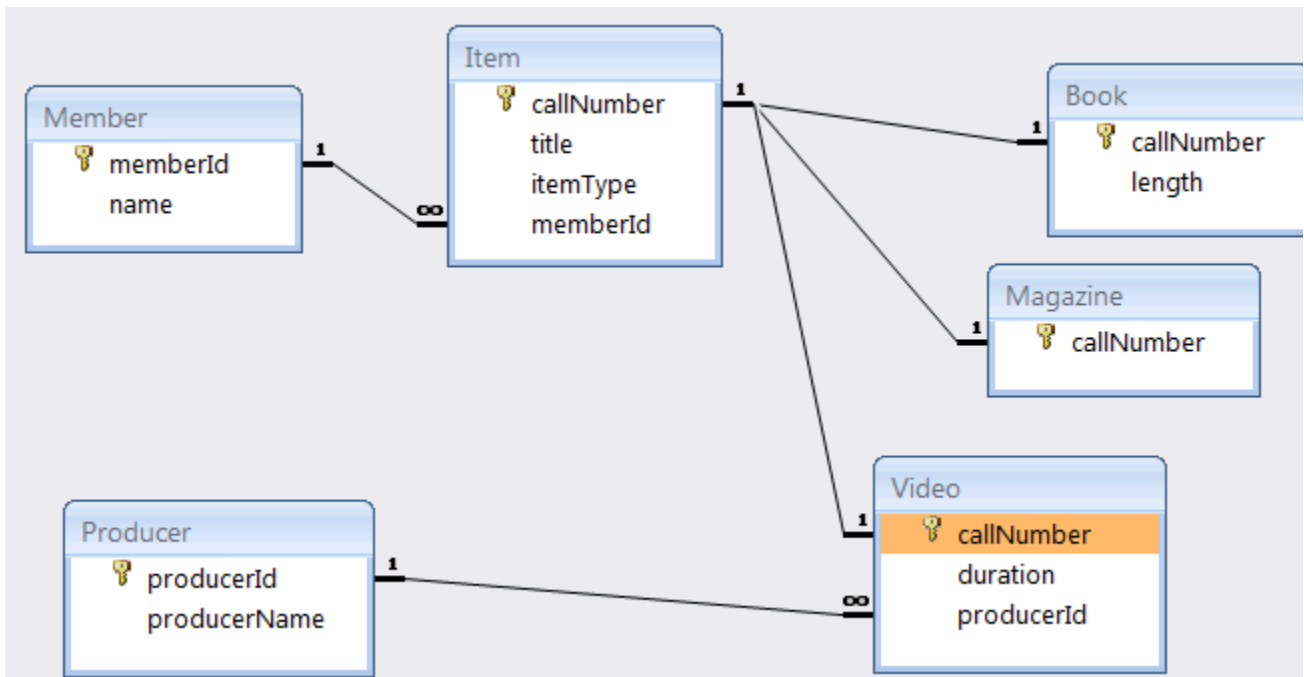 Member
memberId
name
1
∞
Item
callNumber
title
itemType
memberId
1
1
Book
callNumber
length
1
Magazine
callNumber
1
Video
callNumber
duration
producerId
Producer
producerId
producerName
1
∞